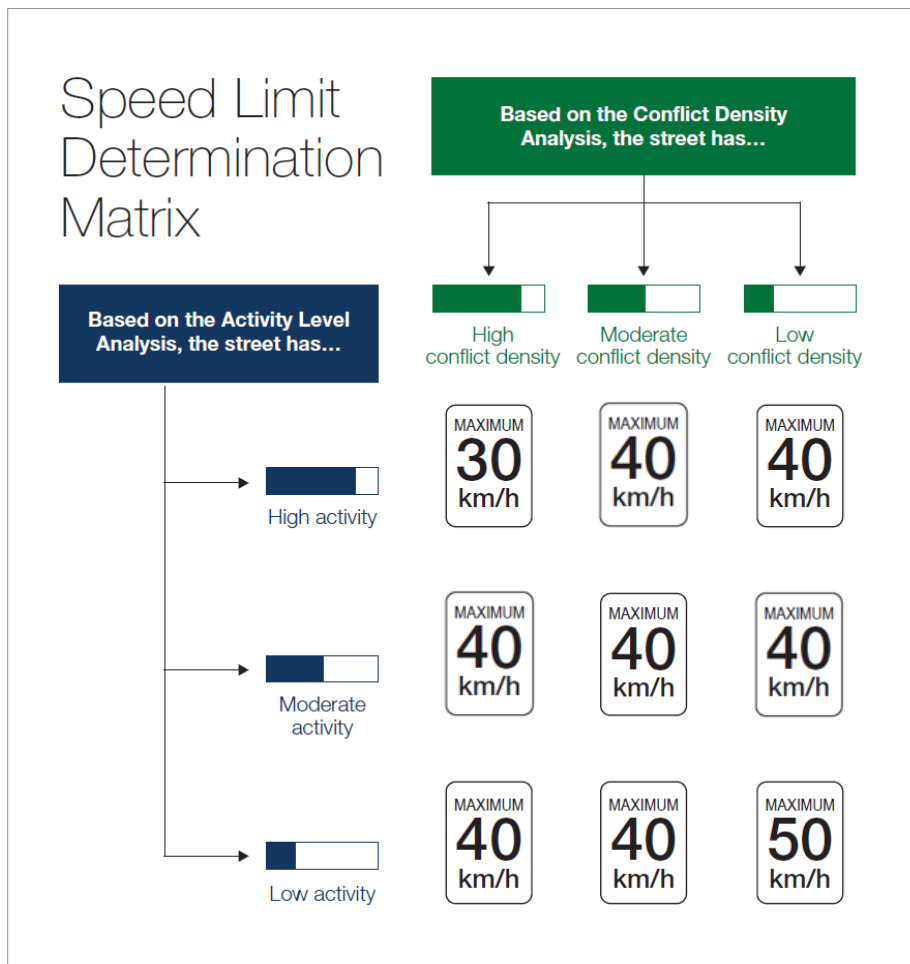 Speed Limit
Determination
Matrix
Based on the Conflict Density
Analysis, the street has...
Based on the Activity Level
Analysis, the street has...
High
conflict density
Moderate
conflict density
Low
conflict density
High activity
MAXIMUM
30
km/h
MAXIMUM
40
km/h
MAXIMUM
40
km/h
Moderate
activity
MAXIMUM
40
km/h
MAXIMUM
40
km/h
MAXIMUM
40
km/h
Low activity
MAXIMUM
40
km/h
MAXIMUM
40
km/h
MAXIMUM
50
km/h